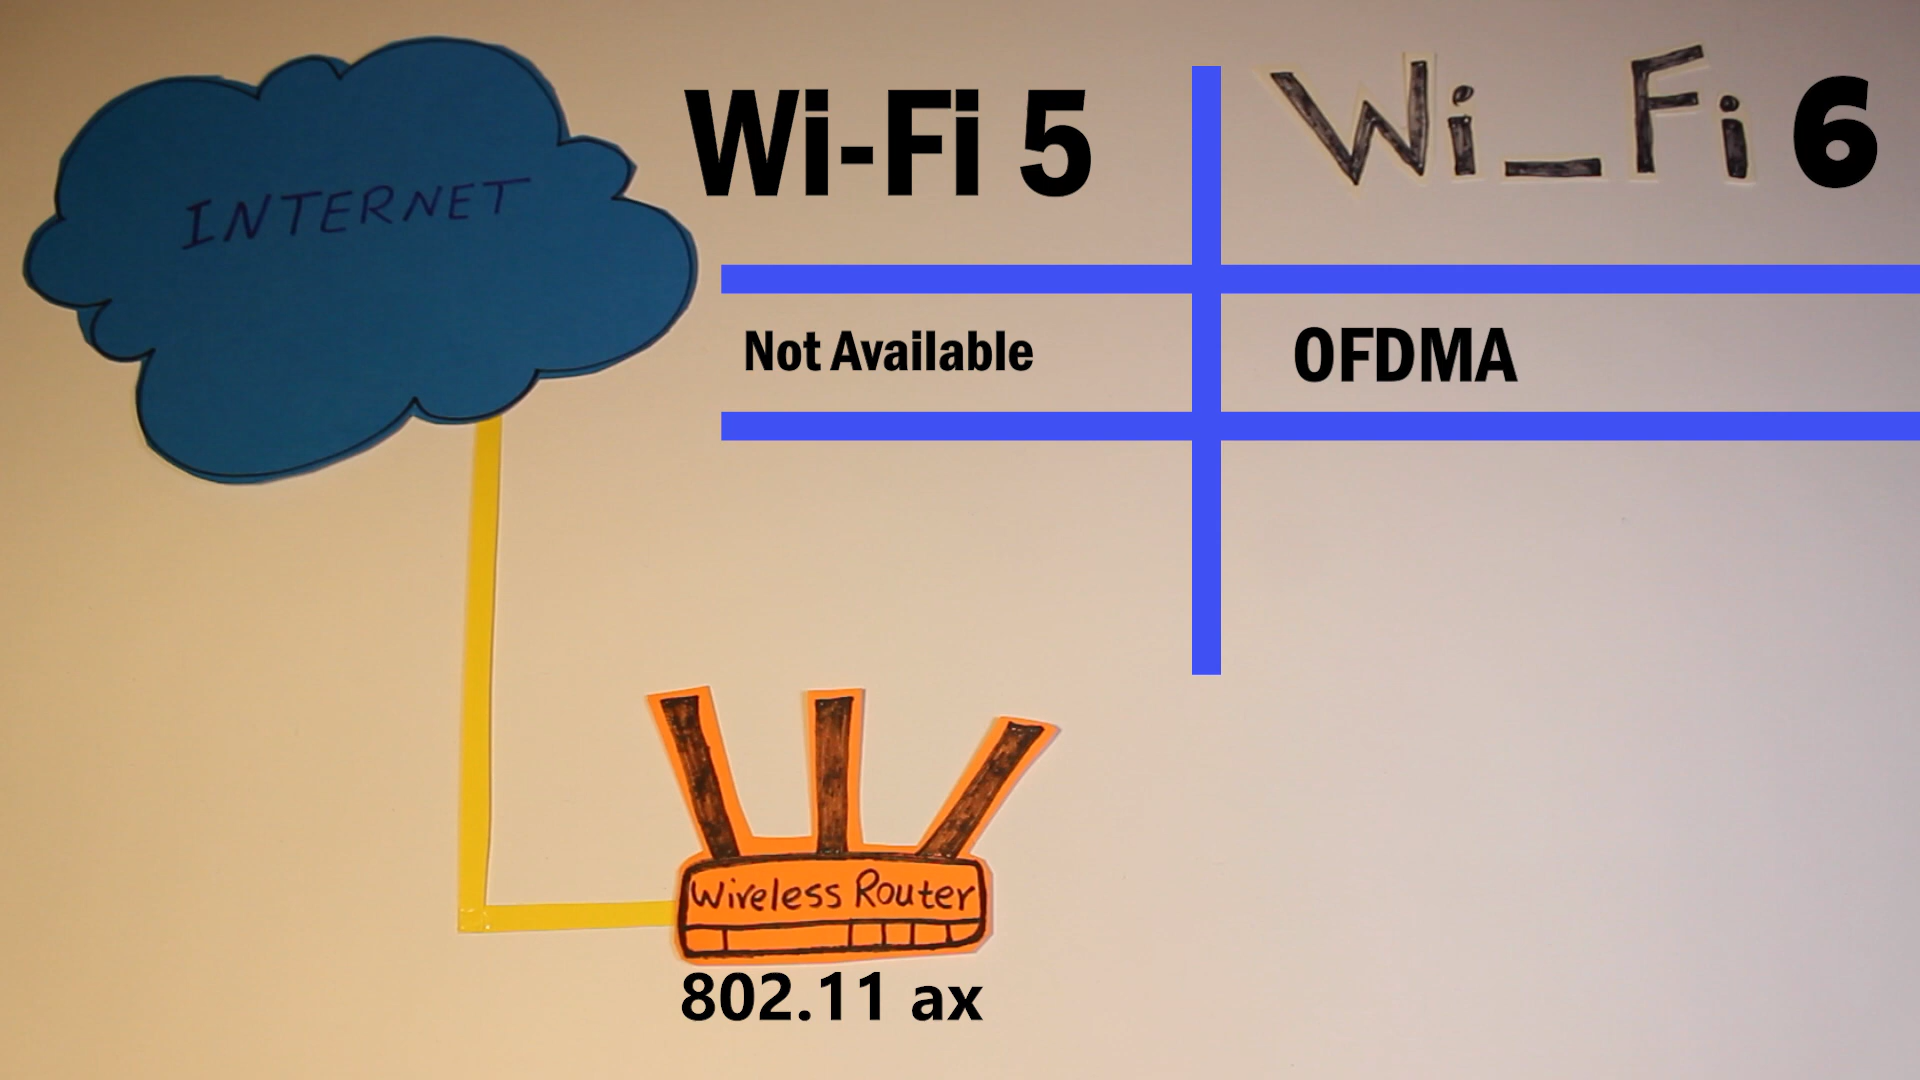 INTERNET
Wi-Fi 5
Wi_Fi 6
Not Available
OFDMA
Wireless Router
802.11 ax